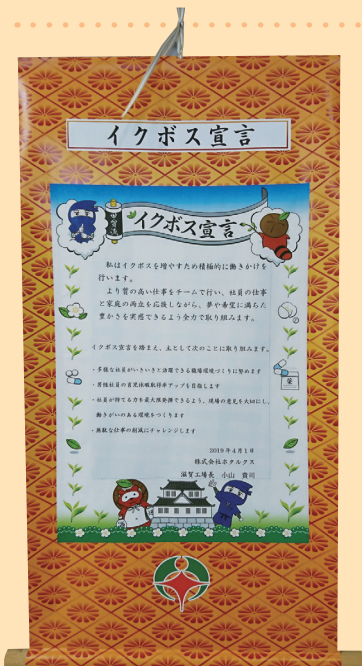 イクボス宣言
イクボス宣言
私はイクボスを増やすため積極的に働きかけを
行います。
より質の高い仕事をチームで行い、社員の仕事
と家庭の両立を応援しながら、夢や希望に満ちた
豊かさを実感できるよう全力で取り組みます。
イクボス宣言を踏まえ、主として次のことに取り組みます。
・多様な社員がいきいきと活躍できる職場環境づくりに努めます
・男性社員の育児休暇取得率アップを目指します
・社員が持てる力を最大限発揮できるよう、現場の意見を大切にし、
働きがいのある環境をつくります
・無駄な仕事の削減にチャレンジします
2019年4月1日
株式会社ホタルクス
滋賀工場長 小山 貴司